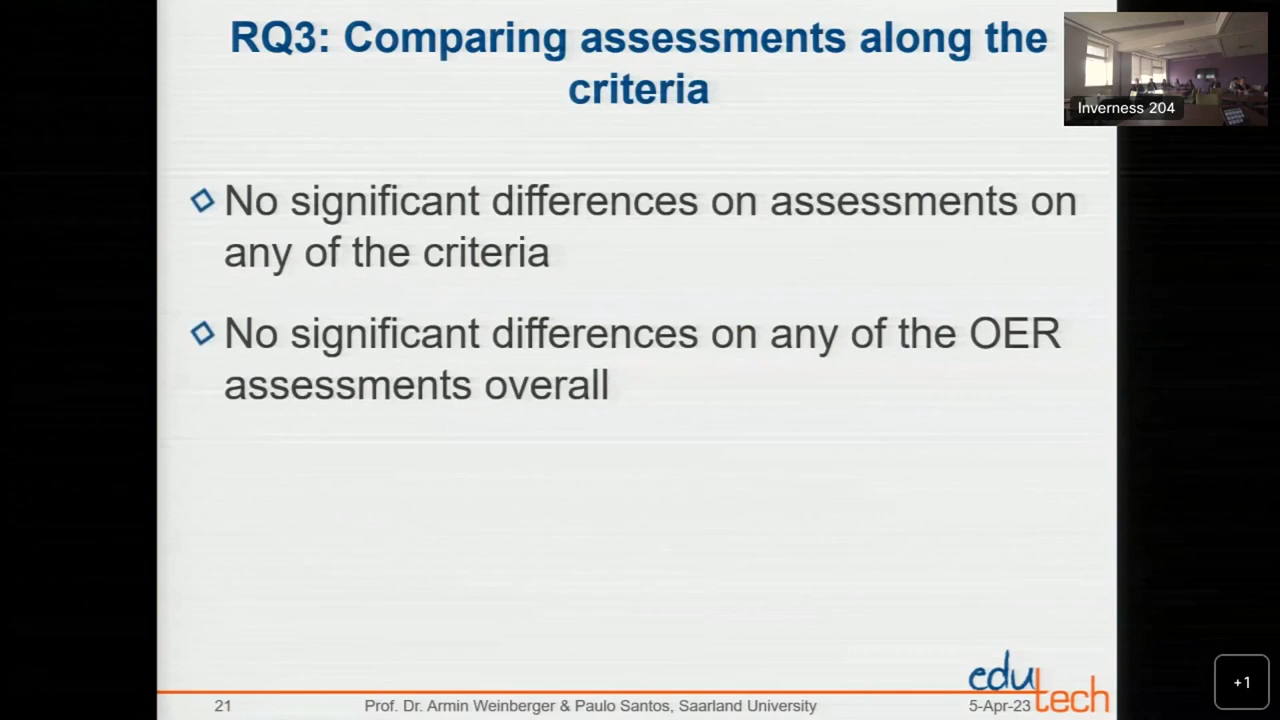 RQ3: Comparing assessments along the
criteria
Inverness 204
No significant differences on assessments on
any of the criteria
No significant differences on any of the OER
assessments overall
edu
tech
21
Prof. Dr. Armin Weinberger & Paulo Santos, Saarland University
5-Apr-23
+1